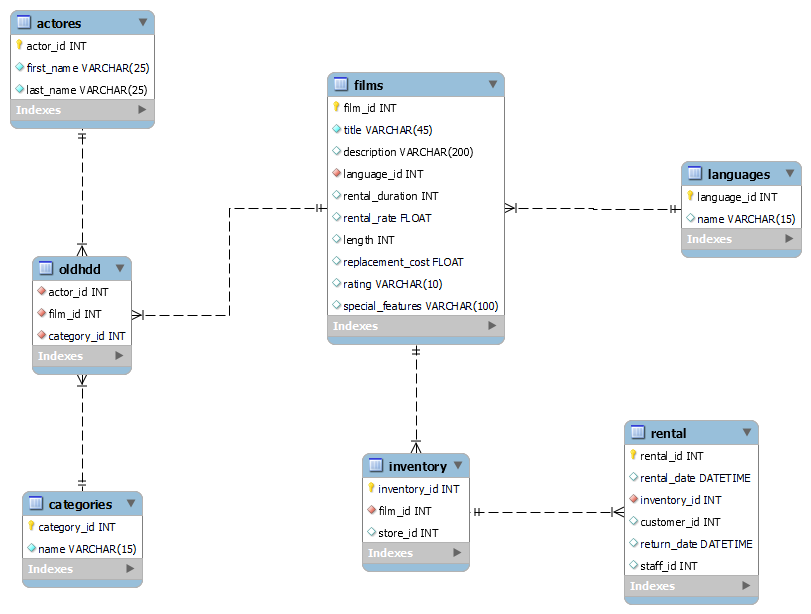 actores
actor_id INT
first_name VARCHAR(25)
last_name VARCHAR(25)
Indexes
films
film_id INT
title VARCHAR(45)
description VARCHAR(200)
language_id INT
rental_duration INT
rental_rate FLOAT
length INT
replacement_cost FLOAT
rating VARCHAR(10)
special_features VARCHAR(100)
Indexes
languages
language_id INT
name VARCHAR(15)
Indexes
oldhdd
actor_id INT
film_id INT
category_id INT
Indexes
categories
category_id INT
name VARCHAR(15)
Indexes
inventory
inventory_id INT
film_id INT
store_id INT
Indexes
rental
rental_id INT
rental_date DATETIME
inventory_id INT
customer_id INT
return_date DATETIME
staff_id INT
Indexes